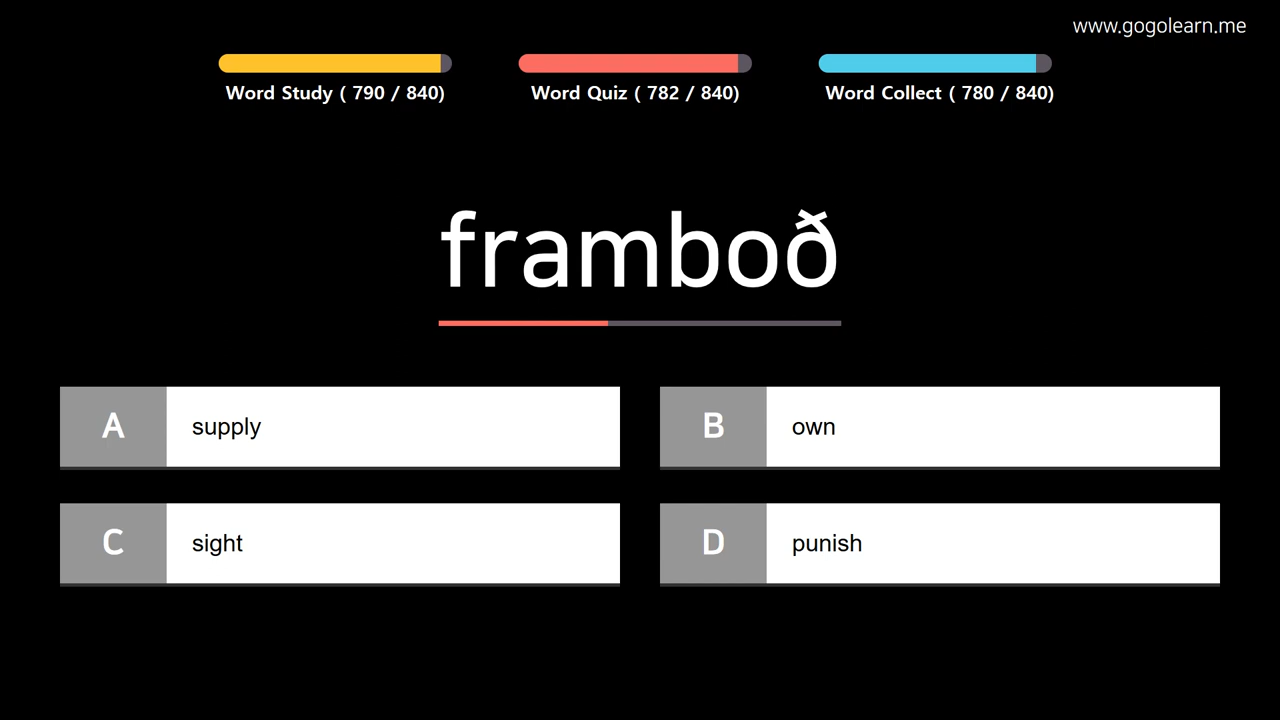 www.gogolearn.me
Word Study ( 790 / 840)
Word Quiz ( 782 / 840)
Word Collect ( 780 / 840)
framboð
A supply
B own
C sight
D punish